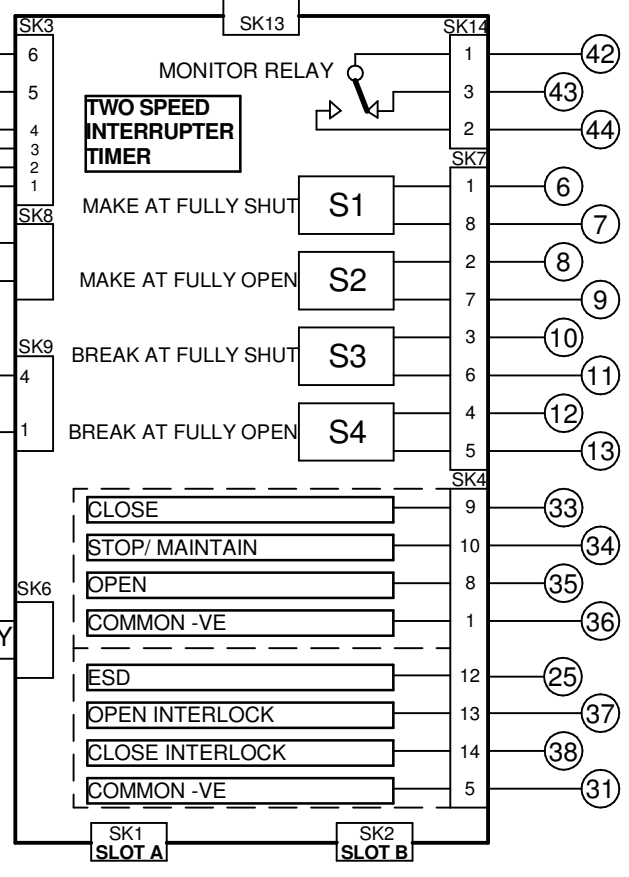 SK3
SK13
SK14
6
MONITOR RELAY
1
42
5
3
43
TWO SPEED
INTERRUPTER
TIMER
4
3
2
1
2
44
SK7
MAKE AT FULLY SHUT
S1
1
6
8
7
SK8
MAKE AT FULLY OPEN
S2
2
8
7
9
SK9
4
1
BREAK AT FULLY SHUT
S3
3
10
6
11
BREAK AT FULLY OPEN
S4
4
12
5
13
SK4
CLOSE
9
33
STOP/ MAINTAIN
10
34
OPEN
8
35
SK6
COMMON -VE
1
36
Y
ESD
12
25
OPEN INTERLOCK
13
37
CLOSE INTERLOCK
14
38
COMMON -VE
5
31
SK1
SLOT A
SK2
SLOT B